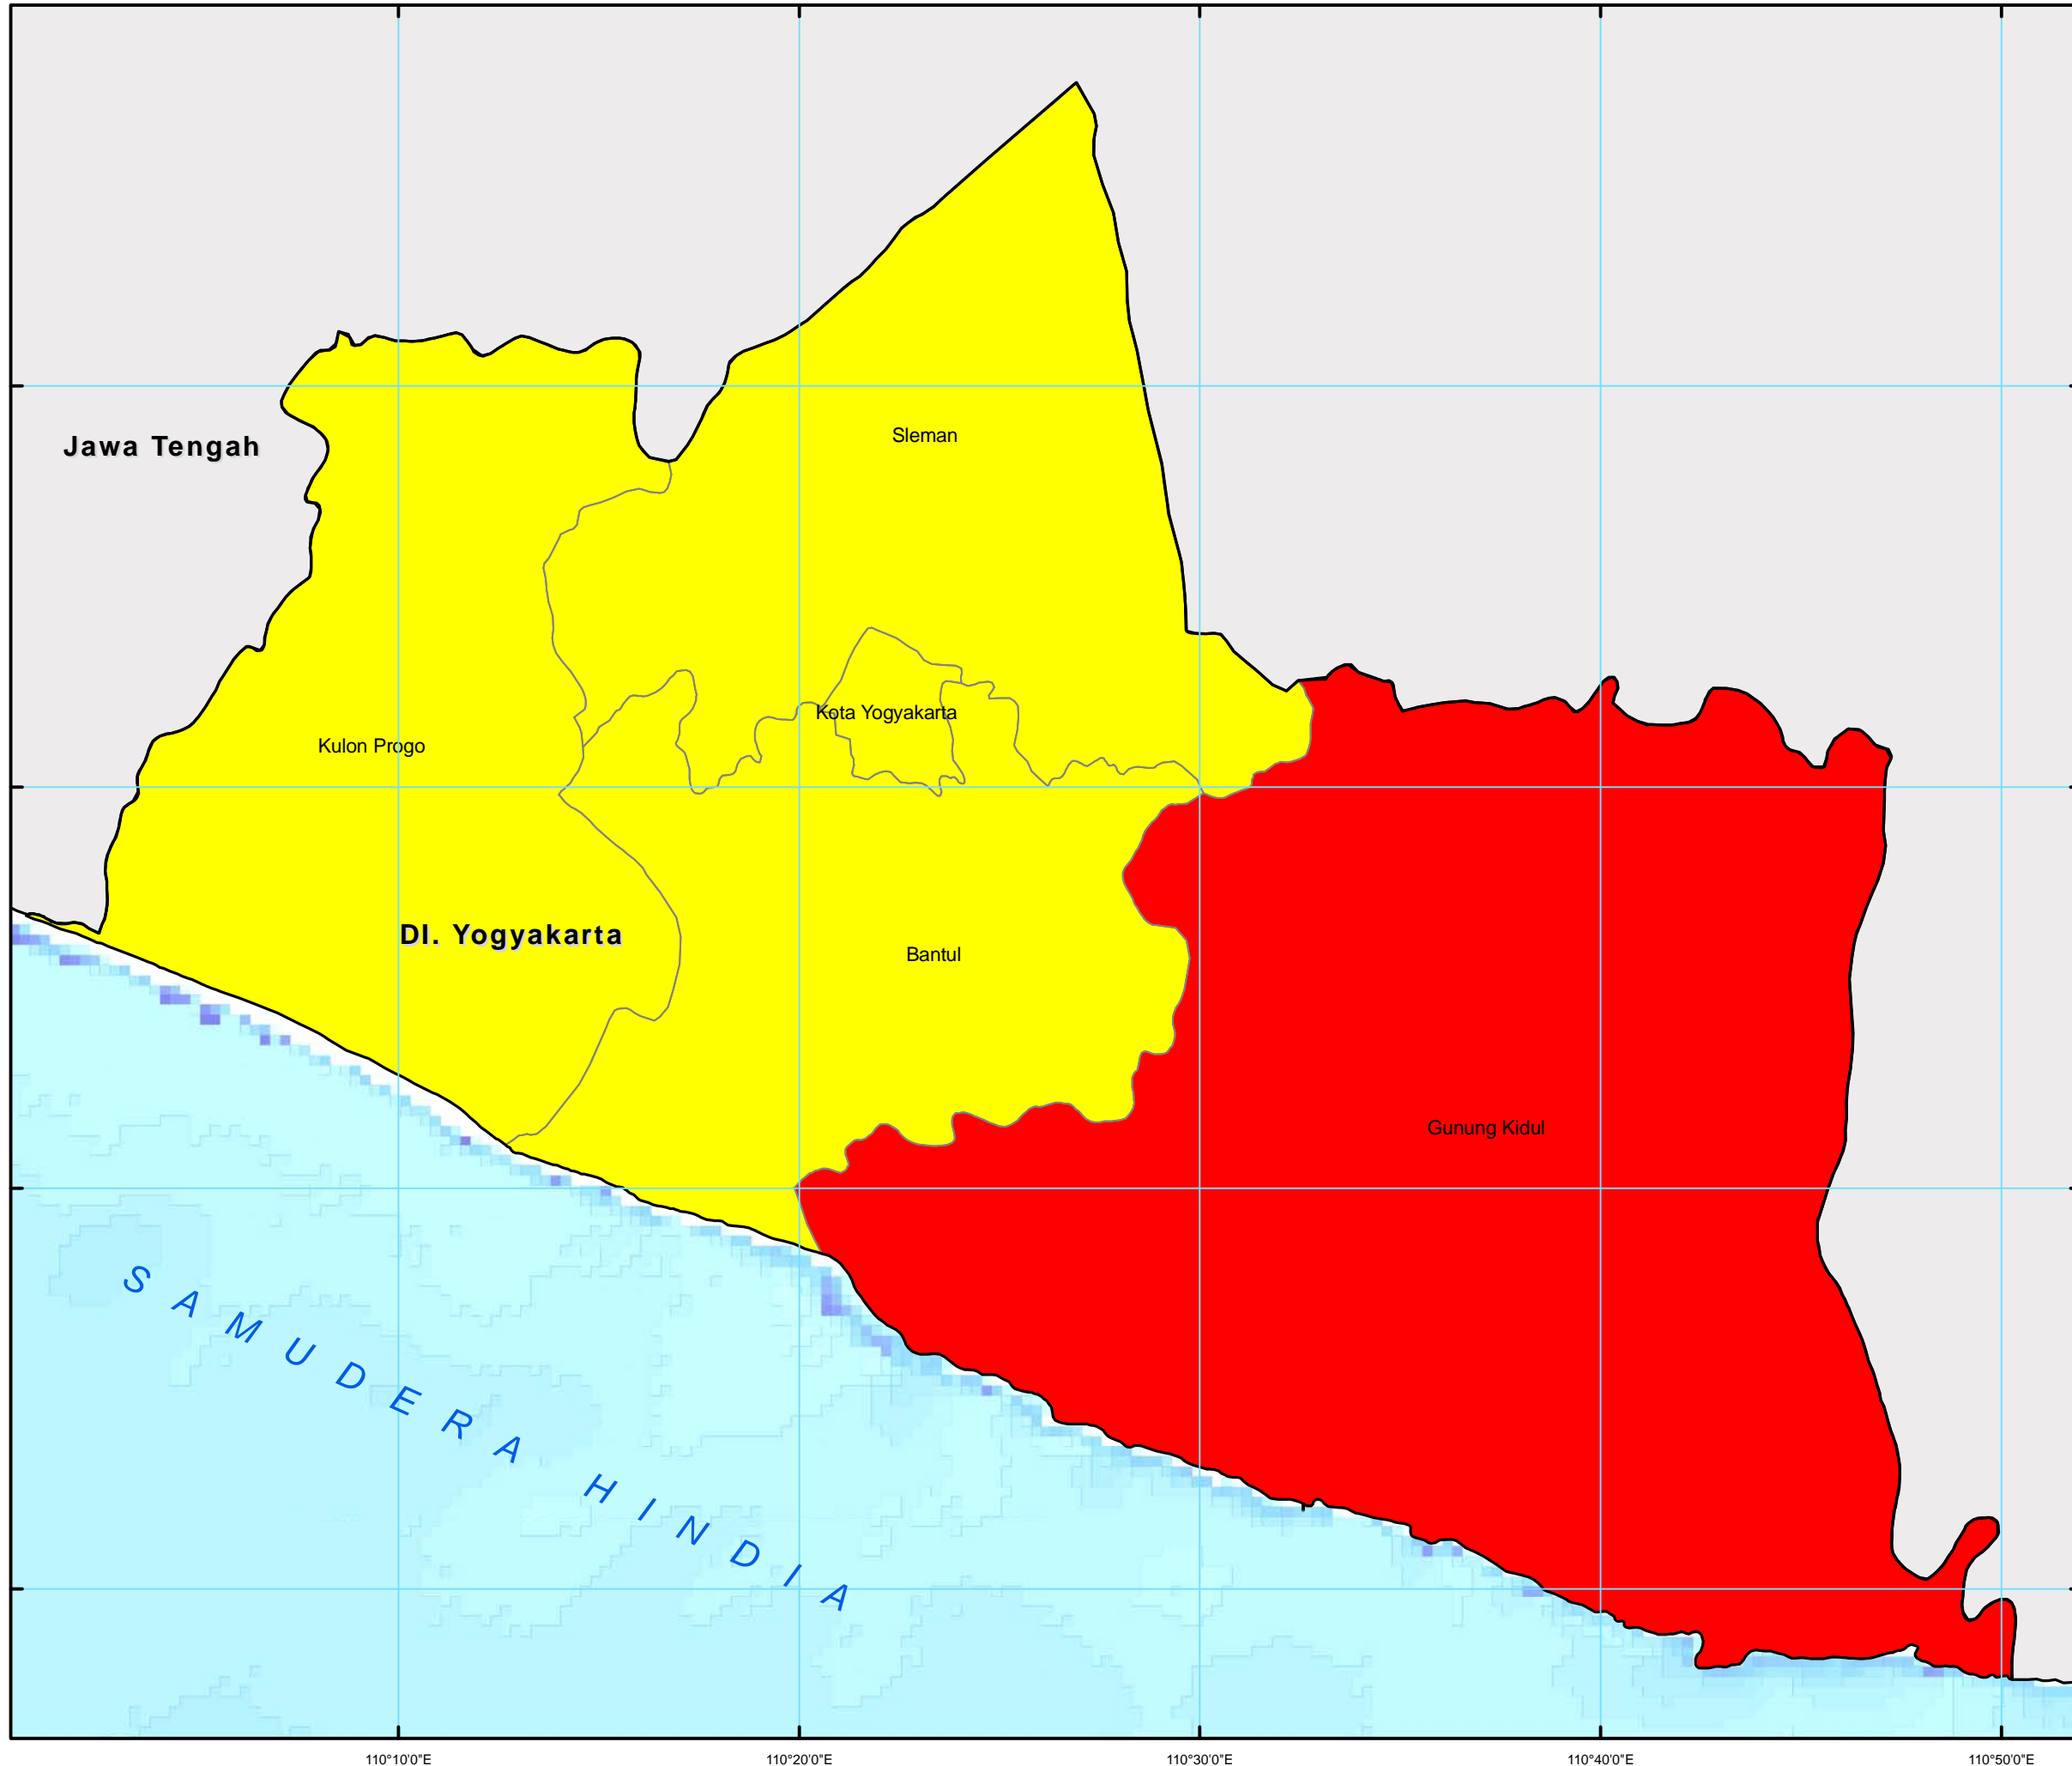 Sleman
Jawa Tengah
Kota Yogyakarta
Kulon Progo
DI. Yogyakarta
Bantul
Gunung Kidul
SAMUDERA HINDIA
110°10'0"E
110°20'0"E
110°30'0"E
110°40'0"E
110°50'0"E